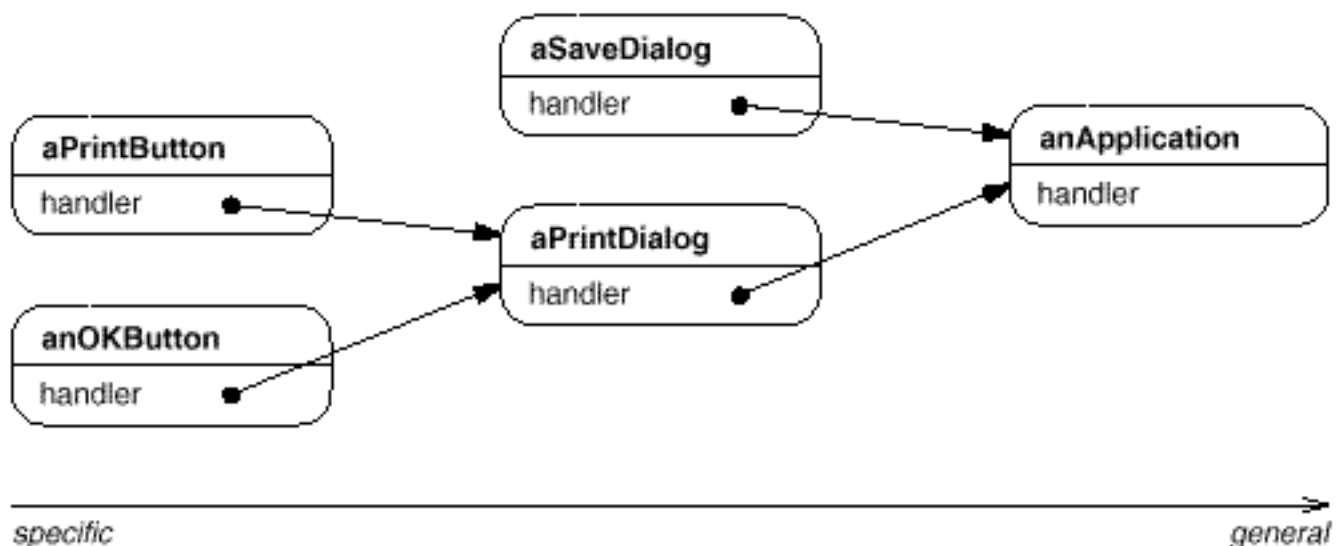 aSaveDialog
handler
anApplication
handler
aPrintButton
handler
aPrintDialog
handler
anOKButton
handler
specific
general